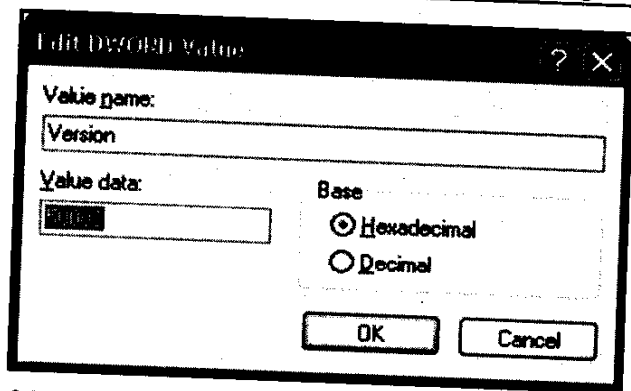 Edit DWORD Value
Value name:
Version
Value data:
Base
Hexadecimal
Decimal
OK
Cancel